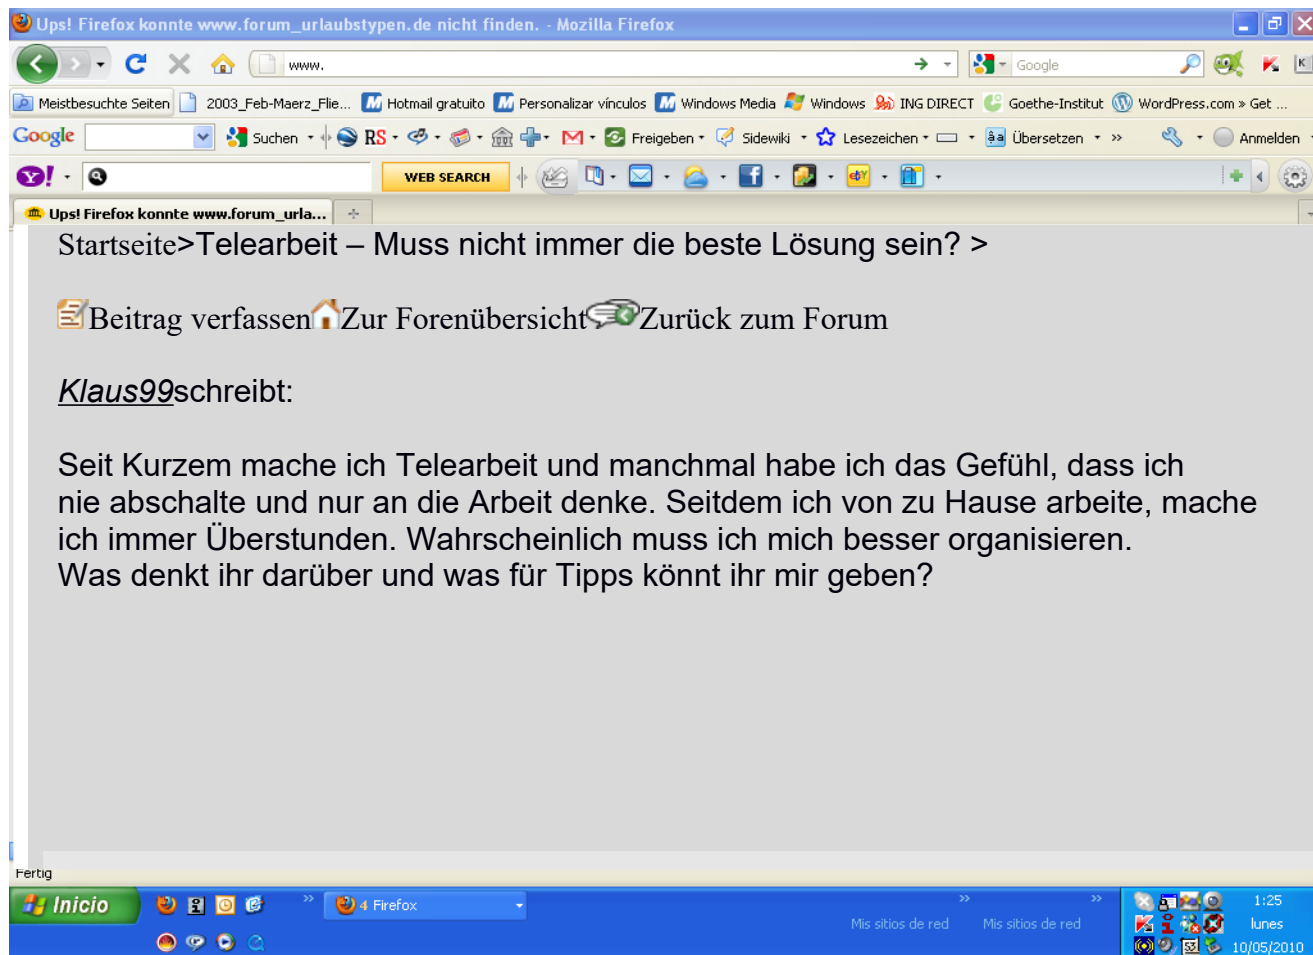 Ups! Firefox konnte www.forum_urlaubstypen.de nicht finden. - Mozilla Firefox
www.
Google
Meistbesuchte Seiten 2003_Feb-Maerz_Flie... Hotmail gratuito Personalizar vínculos Windows Media Windows ING DIRECT Goethe-Institut WordPress.com » Get ...
Google Suchen RS Freigeben Sidewiki Lesezeichen Übersetzen » Anmelden
Y! WEB SEARCH
Ups! Firefox konnte www.forum_urla...
Startseite>Telearbeit – Muss nicht immer die beste Lösung sein? >
Beitrag verfassen Zur Forenübersicht Zurück zum Forum
Klaus99schreibt:
Seit Kurzem mache ich Telearbeit und manchmal habe ich das Gefühl, dass ich
nie abschalte und nur an die Arbeit denke. Seitdem ich von zu Hause arbeite, mache
ich immer Überstunden. Wahrscheinlich muss ich mich besser organisieren.
Was denkt ihr darüber und was für Tipps könnt ihr mir geben?
Fertig
Inicio » 4 Firefox » » 1:25
Mis sitios de red Mis sitios de red lunes
10/05/2010